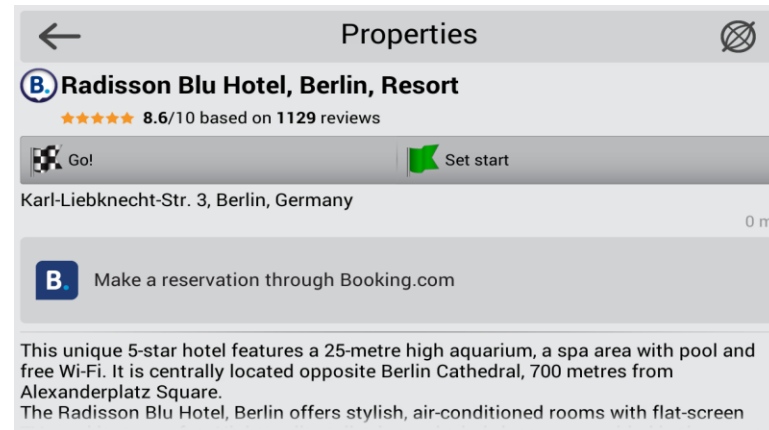 Properties
B. Radisson Blu Hotel, Berlin, Resort
8.6/10 based on 1129 reviews
Go!
Set start
Karl-Liebknecht-Str. 3, Berlin, Germany
0 m
B. Make a reservation through Booking.com
This unique 5-star hotel features a 25-metre high aquarium, a spa area with pool and
free Wi-Fi. It is centrally located opposite Berlin Cathedral, 700 metres from
Alexanderplatz Square.
The Radisson Blu Hotel, Berlin offers stylish, air-conditioned rooms with flat-screen